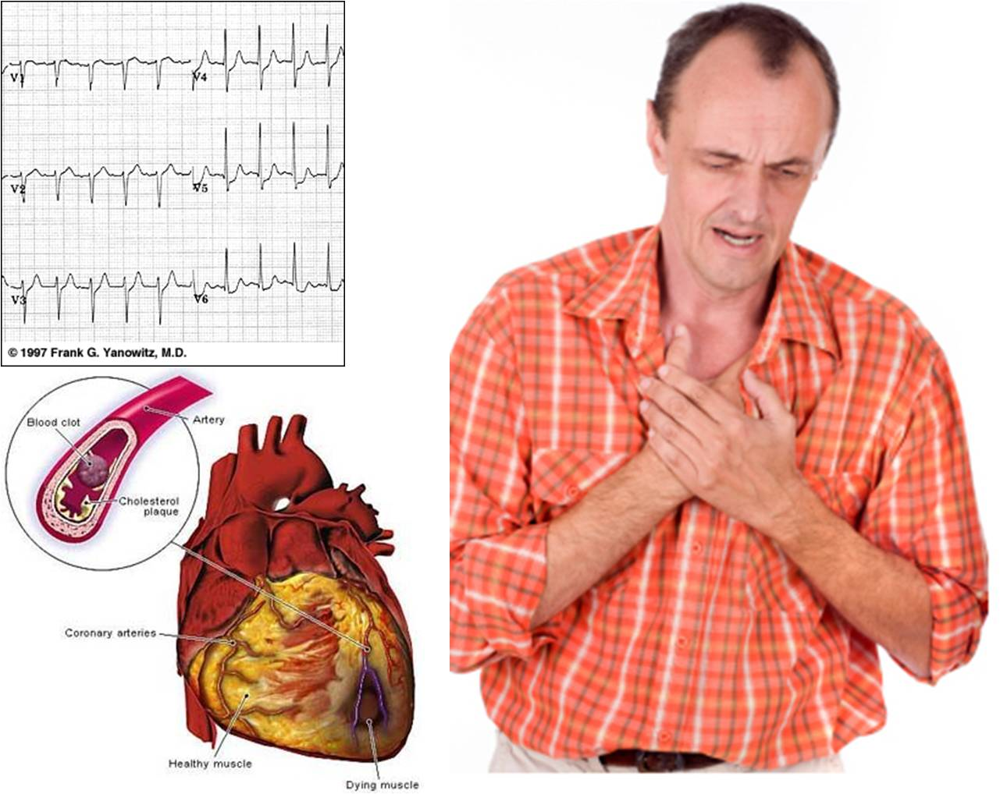 V1
V4
V2
V5
V3
V6
© 1997 Frank G. Yanowitz, M.D.
Blood clot
Artery
Cholesterol
plaque
Coronary arteries
Healthy muscle
Dying muscle